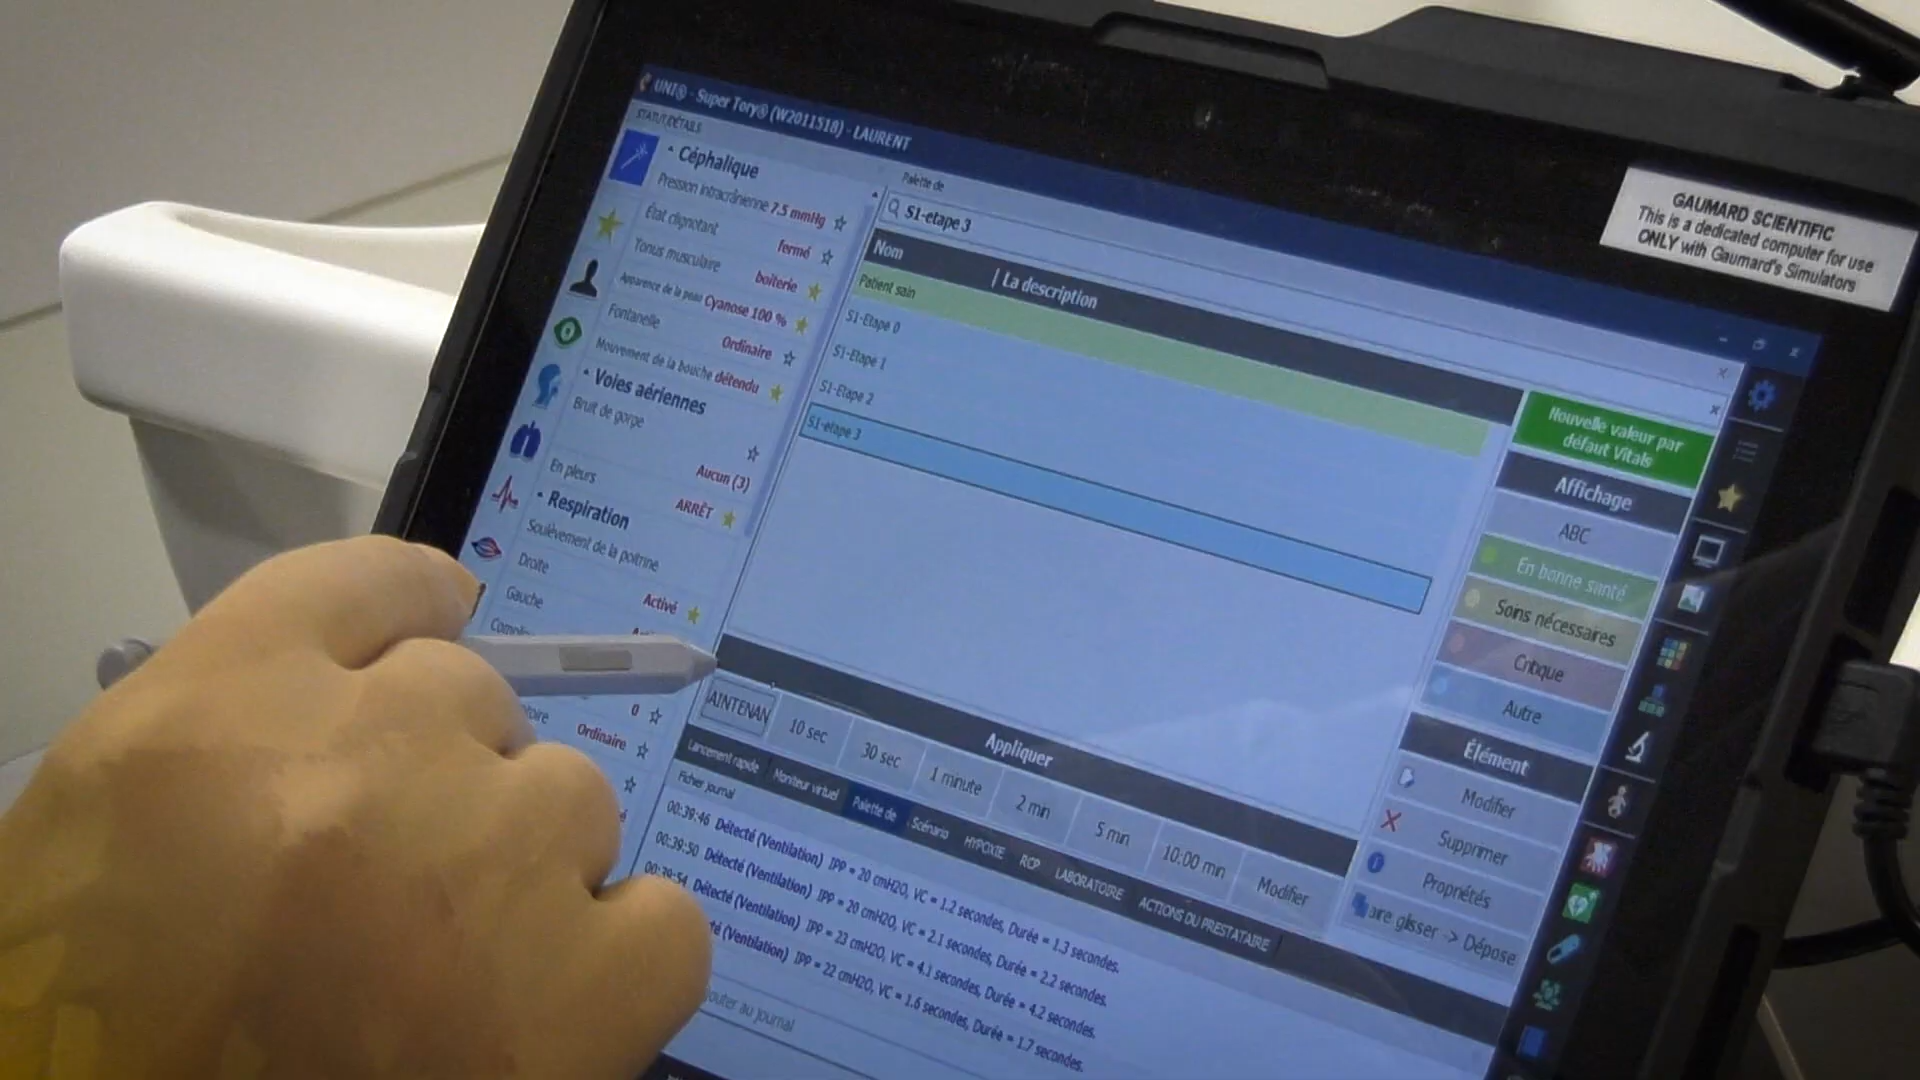 UNI® - Super Tory® (W2011518) - LAURENT
GAUMARD SCIENTIFIC
This is a dedicated computer for use
ONLY with Gaumard's Simulators
STATUT/DÉTAILS
Céphalique
Pression intracrânienne 7.5 mmHg
État clignotant
fermé
Tonus musculaire
boiterie
Apparence de la peau Cyanose 100 %
Fontanelle
Ordinaire
Mouvement de la bouche détendu
Voies aériennes
Bruit de gorge
Aucun (3)
En pleurs
ARRÊT
Respiration
Soulèvement de la poitrine
Droite
Activé
Gauche
0
Ordinaire
Palette de
S1-etape 3
Nom
La description
Patient sain
S1-Etape 0
S1-Etape 1
S1-Etape 2
S1-etape 3
Appliquer
AINTENAN
10 sec
30 sec
1 minute
2 mn
5 mn
10:00 mn
Modifier
Nouvelle valeur par
défaut Vitals
Affichage
ABC
En bonne santé
Soins nécessaires
Critique
Autre
Élément
Modifier
Supprimer
Propriétés
aire glisser -> Dépose
Lancement rapide
Moniteur virtuel
Palette de
Scénario
HYPOXIE
RCP
LABORATOIRE
ACTIONS DU PRESTATAIRE
Fichier journal
00:39:46 Détecté (Ventilation) IPP = 20 cmH2O, VC = 1.2 secondes, Durée = 1.3 secondes.
00:39:50 Détecté (Ventilation) IPP = 20 cmH2O, VC = 2.1 secondes, Durée = 2.2 secondes.
00:39:54 Détecté (Ventilation) IPP = 23 cmH2O, VC = 4.1 secondes, Durée = 4.2 secondes.
té (Ventilation) IPP = 22 cmH2O, VC = 1.6 secondes, Durée = 1.7 secondes.
jouter au journal